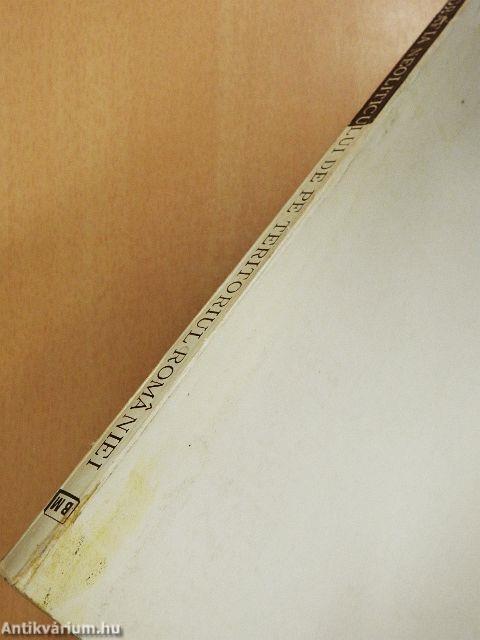 NEOLITICULUI DE PE TERITORIUL ROMÂNIEI
BM
Antikvárium.hu